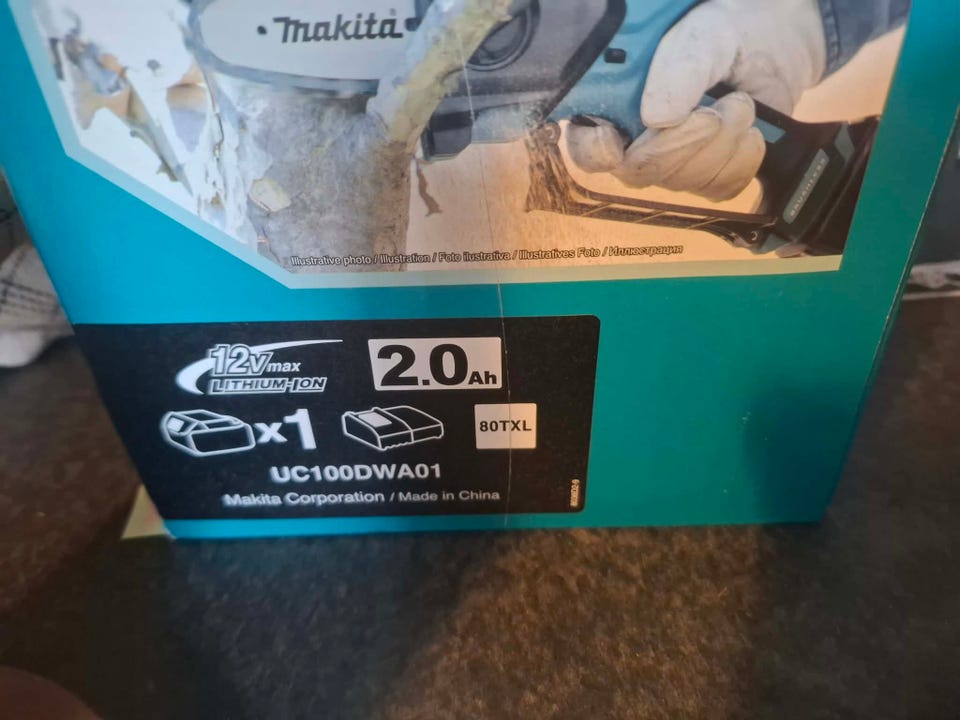 makita
BRUSHLESS
Illustrative photo / Illustration / Foto ilustrativa / Illustratives Foto / Иллюстрация
12Vmax
LITHIUM-ION
2.0Ah
x1
80TXL
UC100DWA01
Makita Corporation / Made in China